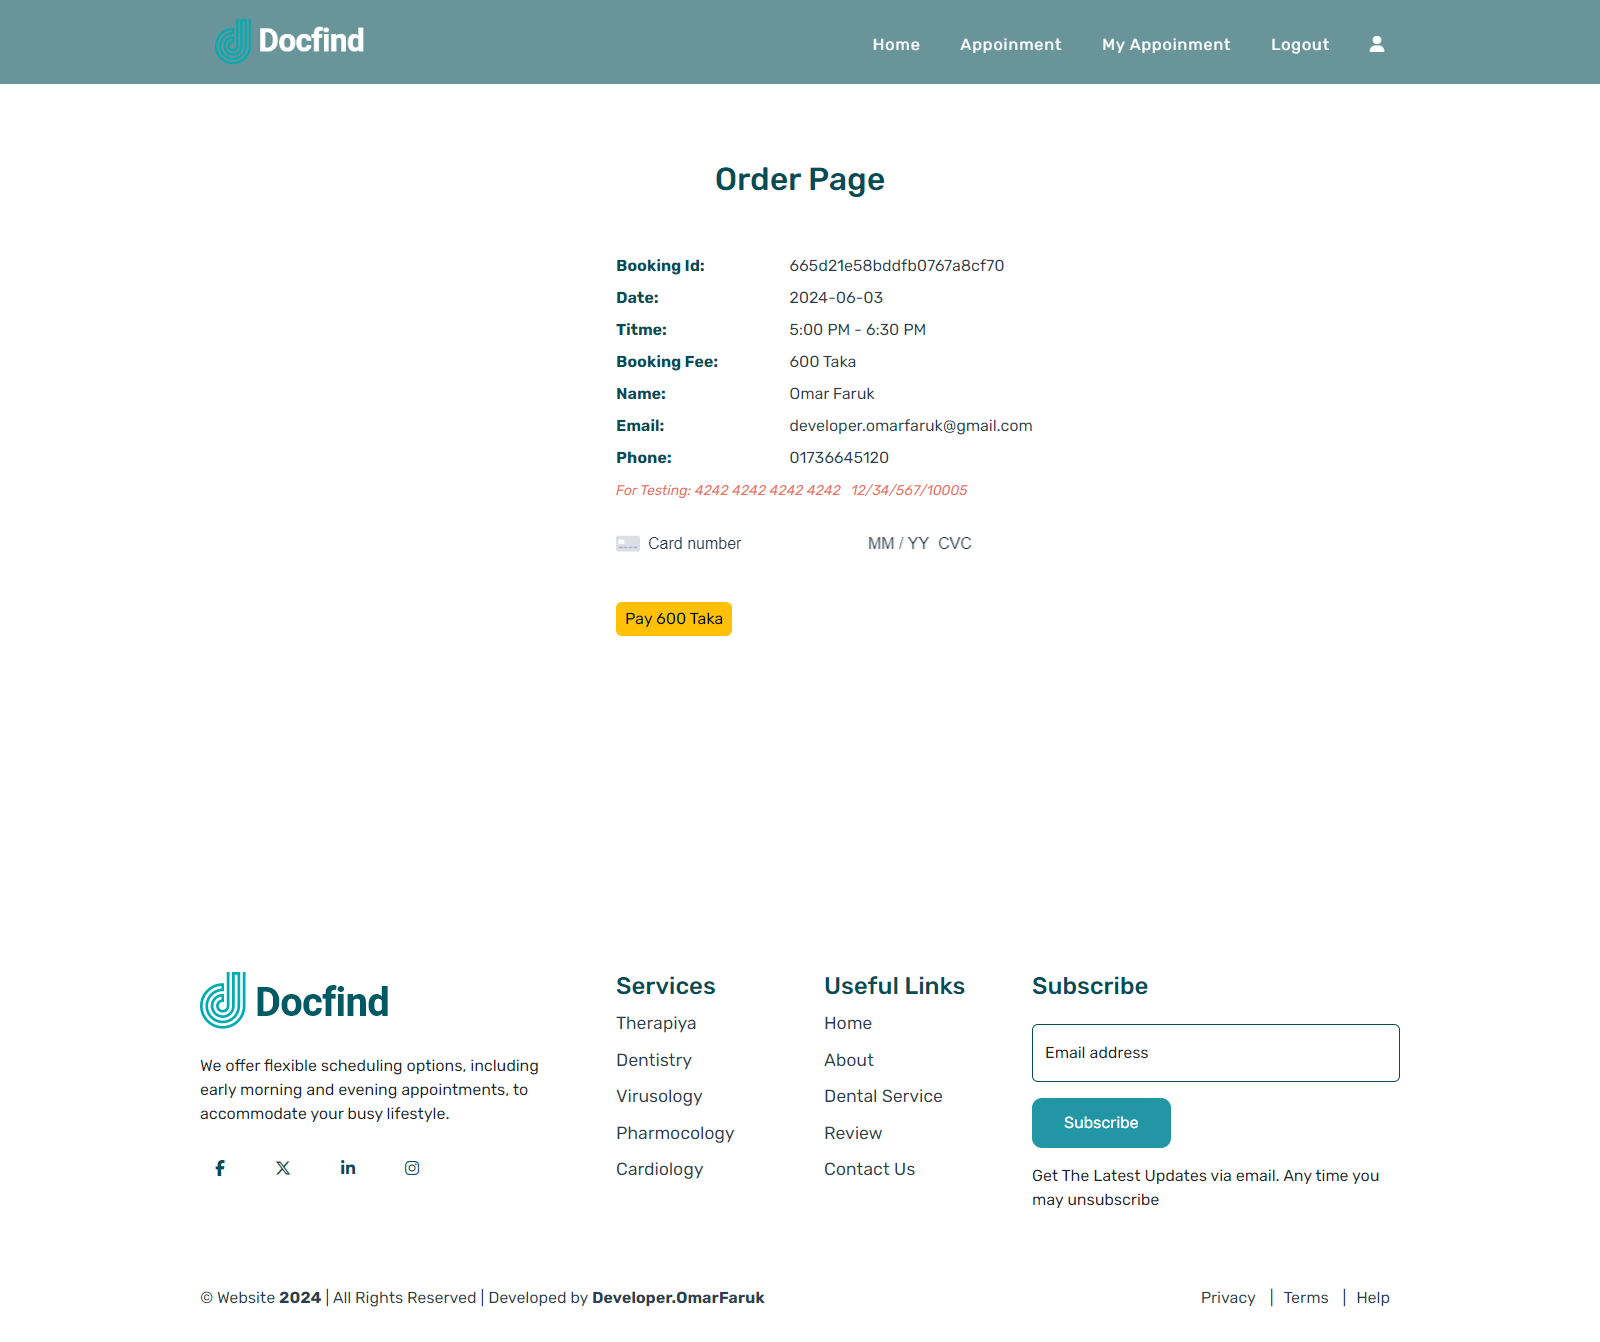 Docfind
Home Appoinment My Appoinment Logout
Order Page
Booking Id: 665d21e58bddfb0767a8cf70
Date: 2024-06-03
Titme: 5:00 PM - 6:30 PM
Booking Fee: 600 Taka
Name: Omar Faruk
Email: developer.omarfaruk@gmail.com
Phone: 01736645120
For Testing: 4242 4242 4242 4242 12/34/567/10005
Card number MM / YY CVC
Pay 600 Taka
Docfind
We offer flexible scheduling options, including
early morning and evening appointments, to
accommodate your busy lifestyle.
Services
Therapiya
Dentistry
Virusology
Pharmocology
Cardiology
Useful Links
Home
About
Dental Service
Review
Contact Us
Subscribe
Email address
Subscribe
Get The Latest Updates via email. Any time you
may unsubscribe
© Website 2024 | All Rights Reserved | Developed by Developer.OmarFaruk
Privacy | Terms | Help